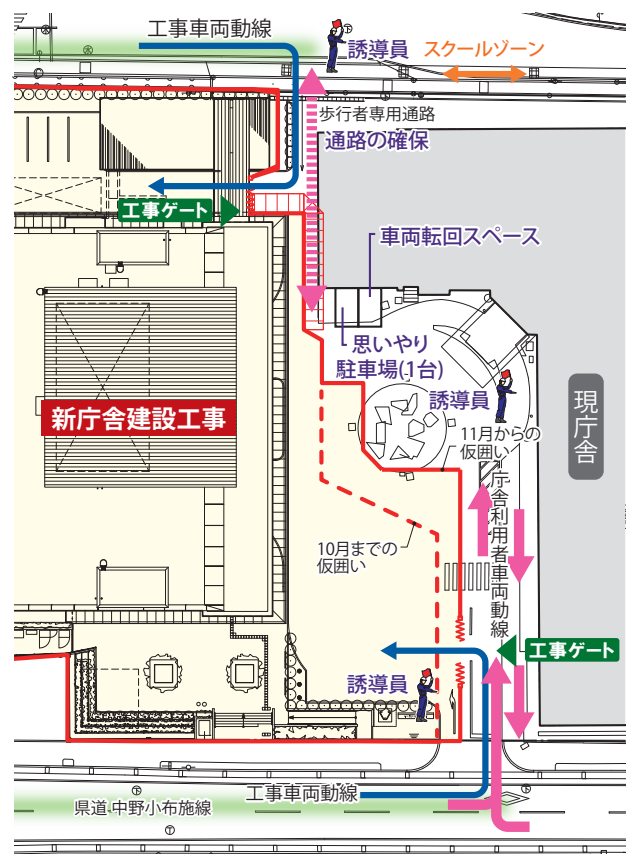 工事車両動線
誘導員
スクールゾーン
歩行者専用通路
通路の確保
工事ゲート
車両転回スペース
思いやり
駐車場(1台)
誘導員
新庁舎建設工事
現庁舎
11月からの
仮囲い
庁舎利用者車両動線
10月までの
仮囲い
工事ゲート
誘導員
工事車両動線
県道 中野小布施線